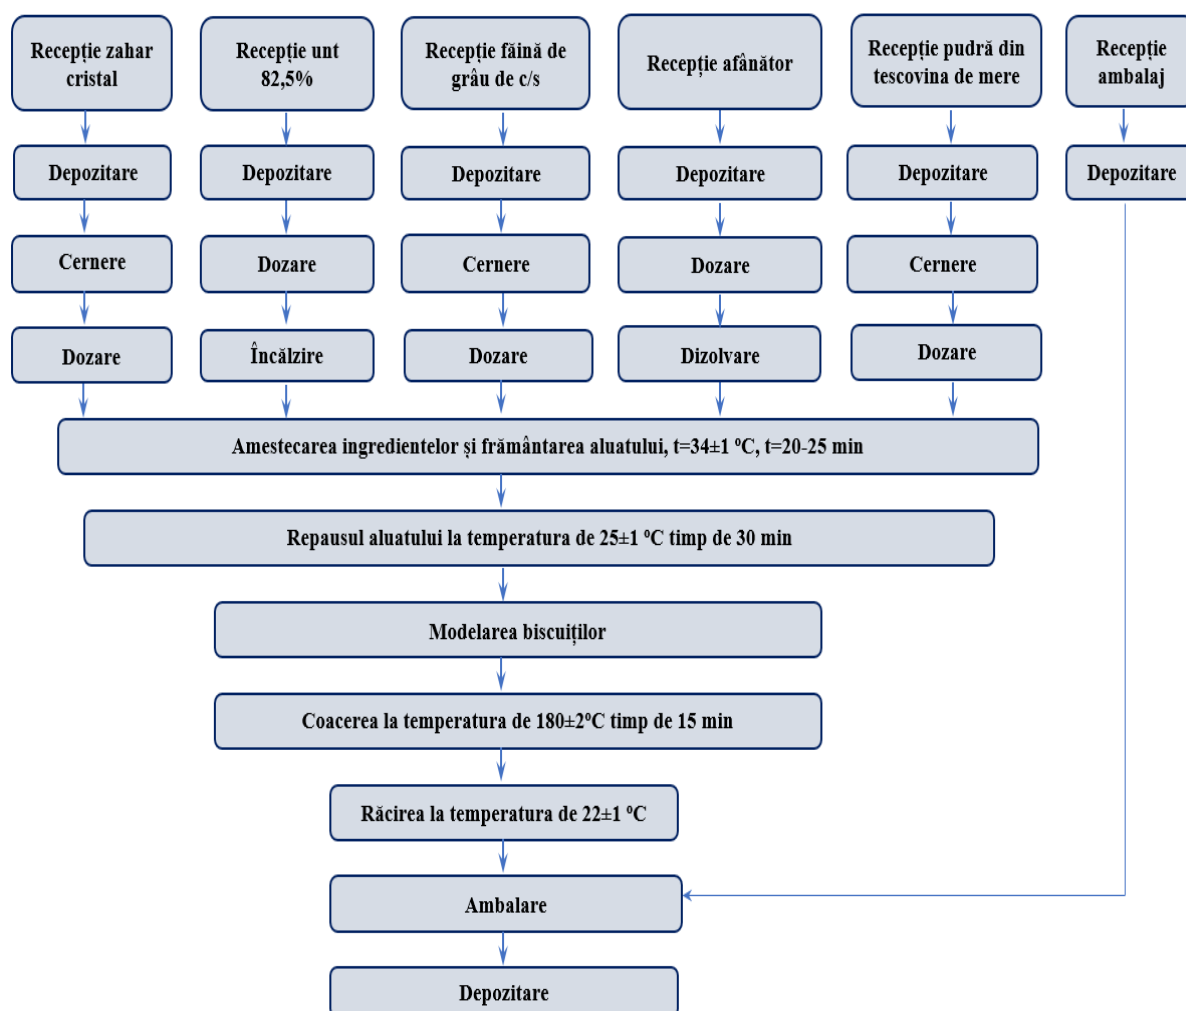 Recepție zahar
cristal
Recepție unt
82,5%
Recepție făină de
grâu de c/s
Recepție afânător
Recepție pudră din
tescovina de mere
Recepție
ambalaj
Depozitare
Depozitare
Depozitare
Depozitare
Depozitare
Depozitare
Cernere
Dozare
Cernere
Dozare
Cernere
Dozare
Încălzire
Dozare
Dizolvare
Dozare
Amestecarea ingredientelor și frământarea aluatului, t=34±1 ºC, t=20-25 min
Repausul aluatului la temperatura de 25±1 ºC timp de 30 min
Modelarea biscuiților
Coacerea la temperatura de 180±2ºC timp de 15 min
Răcirea la temperatura de 22±1 ºC
Ambalare
Depozitare